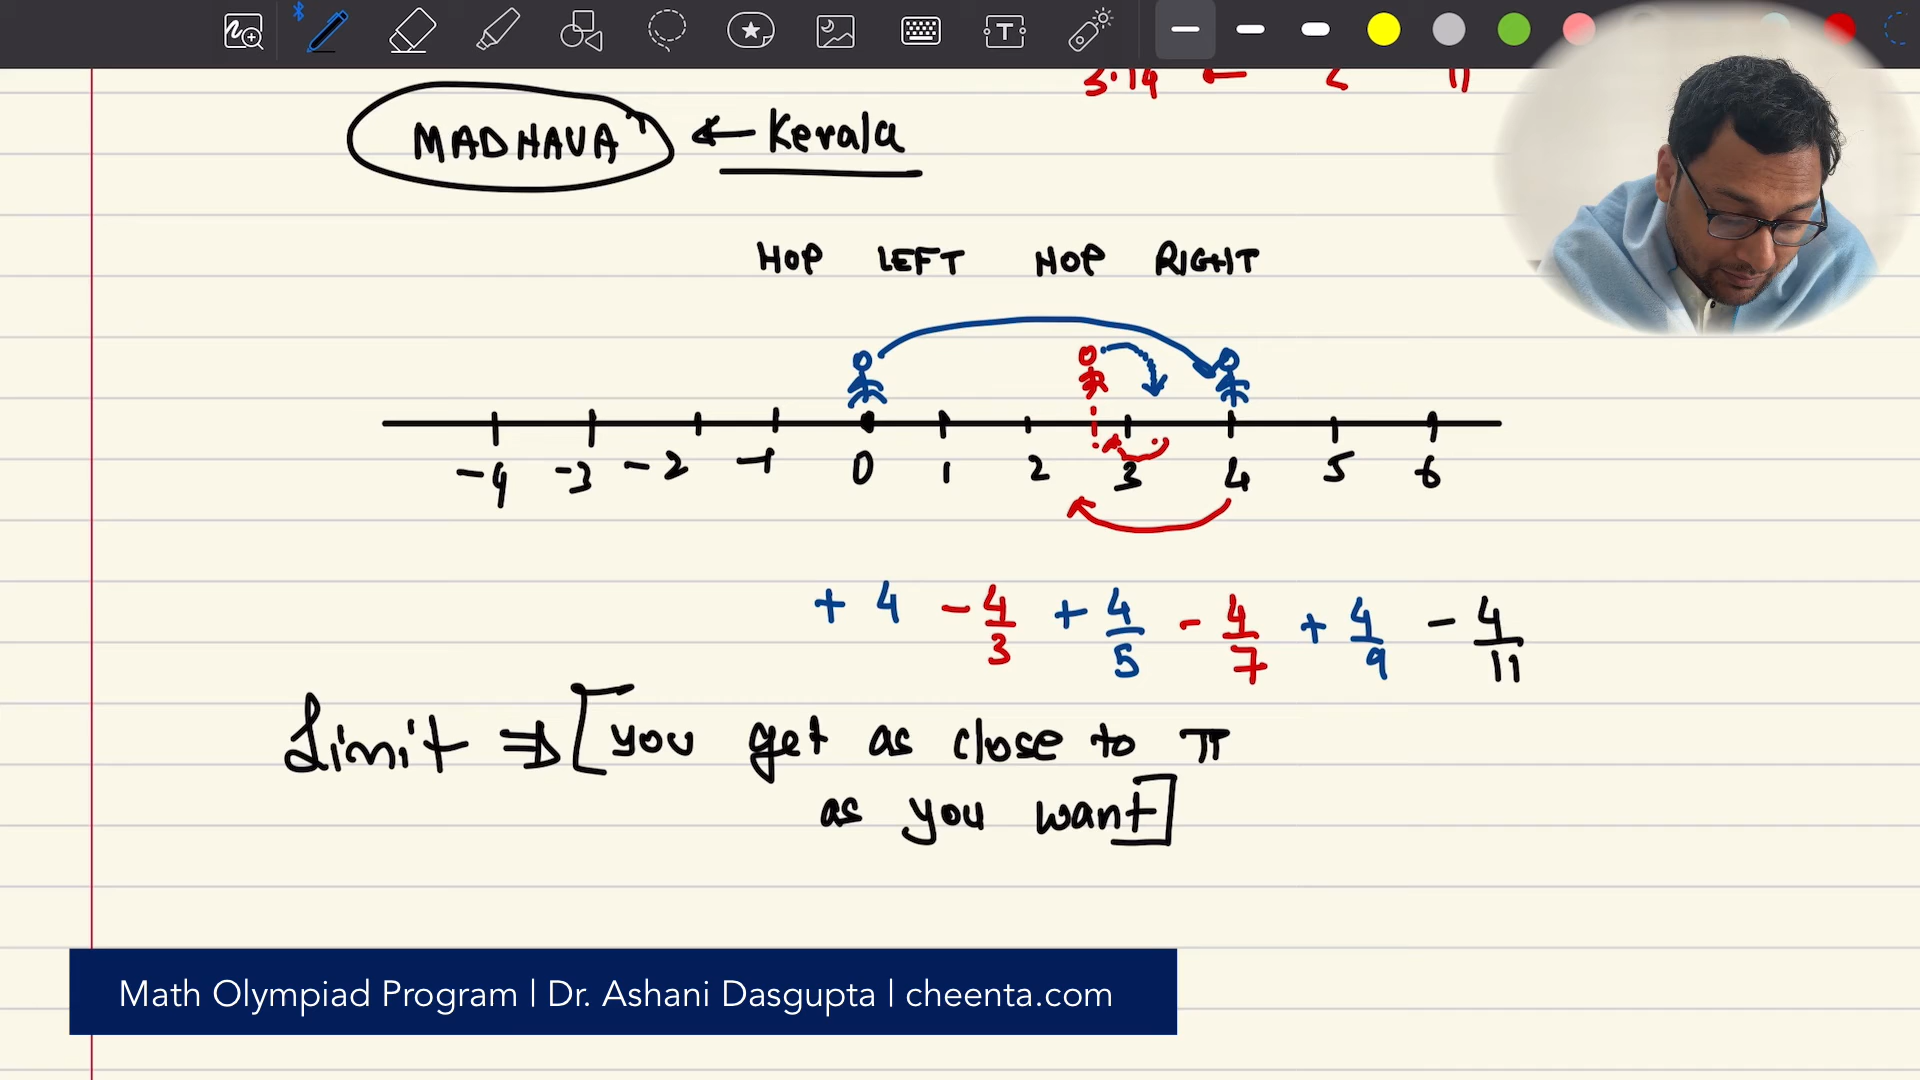 3.14 ← 2 11
MADHAVA ← Kerala
HOP LEFT HOP RIGHT
-4 -3 -2 -1 0 1 2 3 4 5 6
+ 4 - 4/3 + 4/5 - 4/7 + 4/9 - 4/11
Limit ⇒ [you get as close to π
as you want]
Math Olympiad Program | Dr. Ashani Dasgupta | cheenta.com